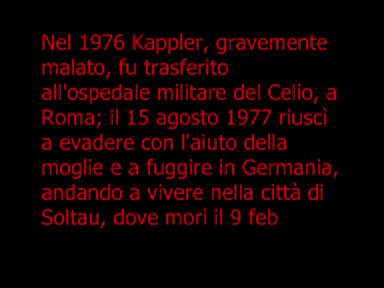 Nel 1976 Kappler, gravemente
malato, fu trasferito
all'ospedale militare del Celio, a
Roma; il 15 agosto 1977 riuscì
a evadere con l'aiuto della
moglie e a fuggire in Germania,
andando a vivere nella città di
Soltau, dove morì il 9 feb